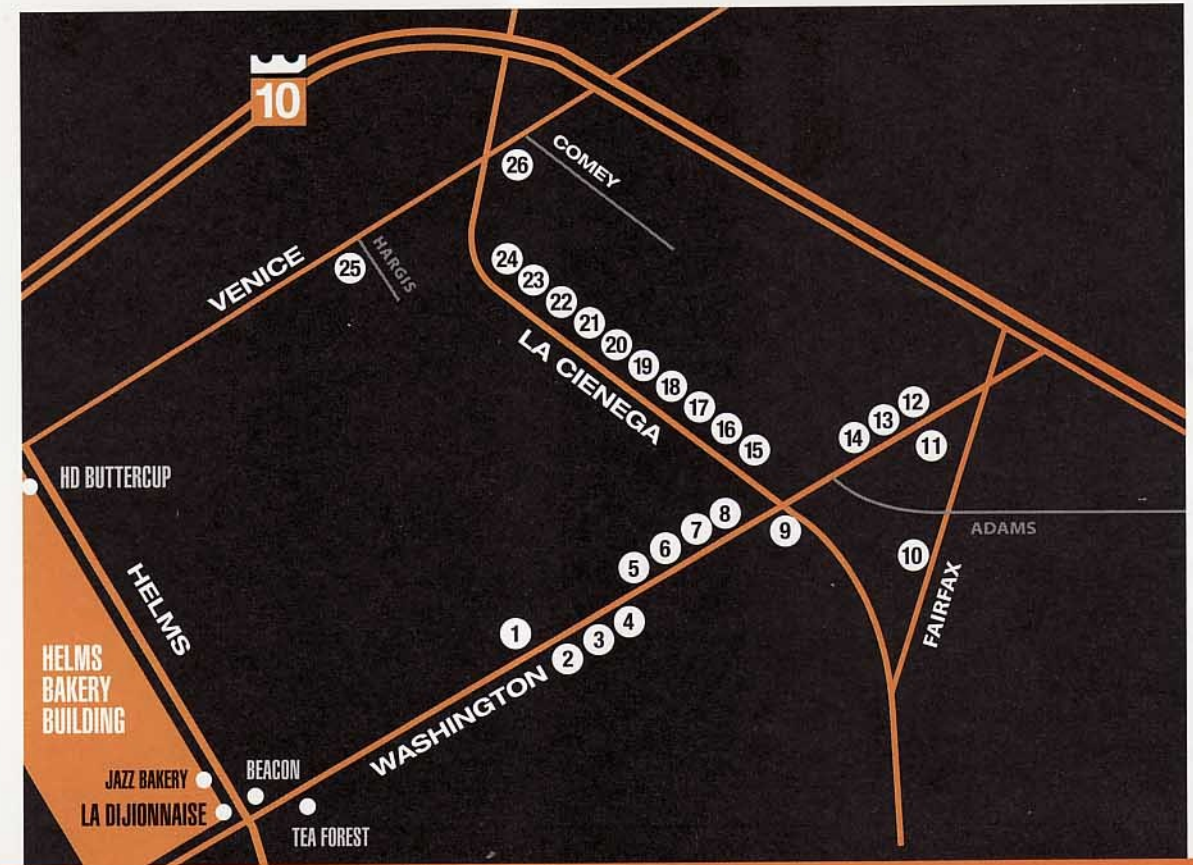 10
26
COMEY
VENICE
25
HARGIS
24
23
22
21
20
19
18
17
16
15
LA CIENEGA
14
13
12
11
HD BUTTERCUP
8
7
6
5
9
ADAMS
10
FAIRFAX
HELMS
1
2
3
4
WASHINGTON
HELMS
BAKERY
BUILDING
JAZZ BAKERY
BEACON
LA DIJIONNAISE
TEA FOREST